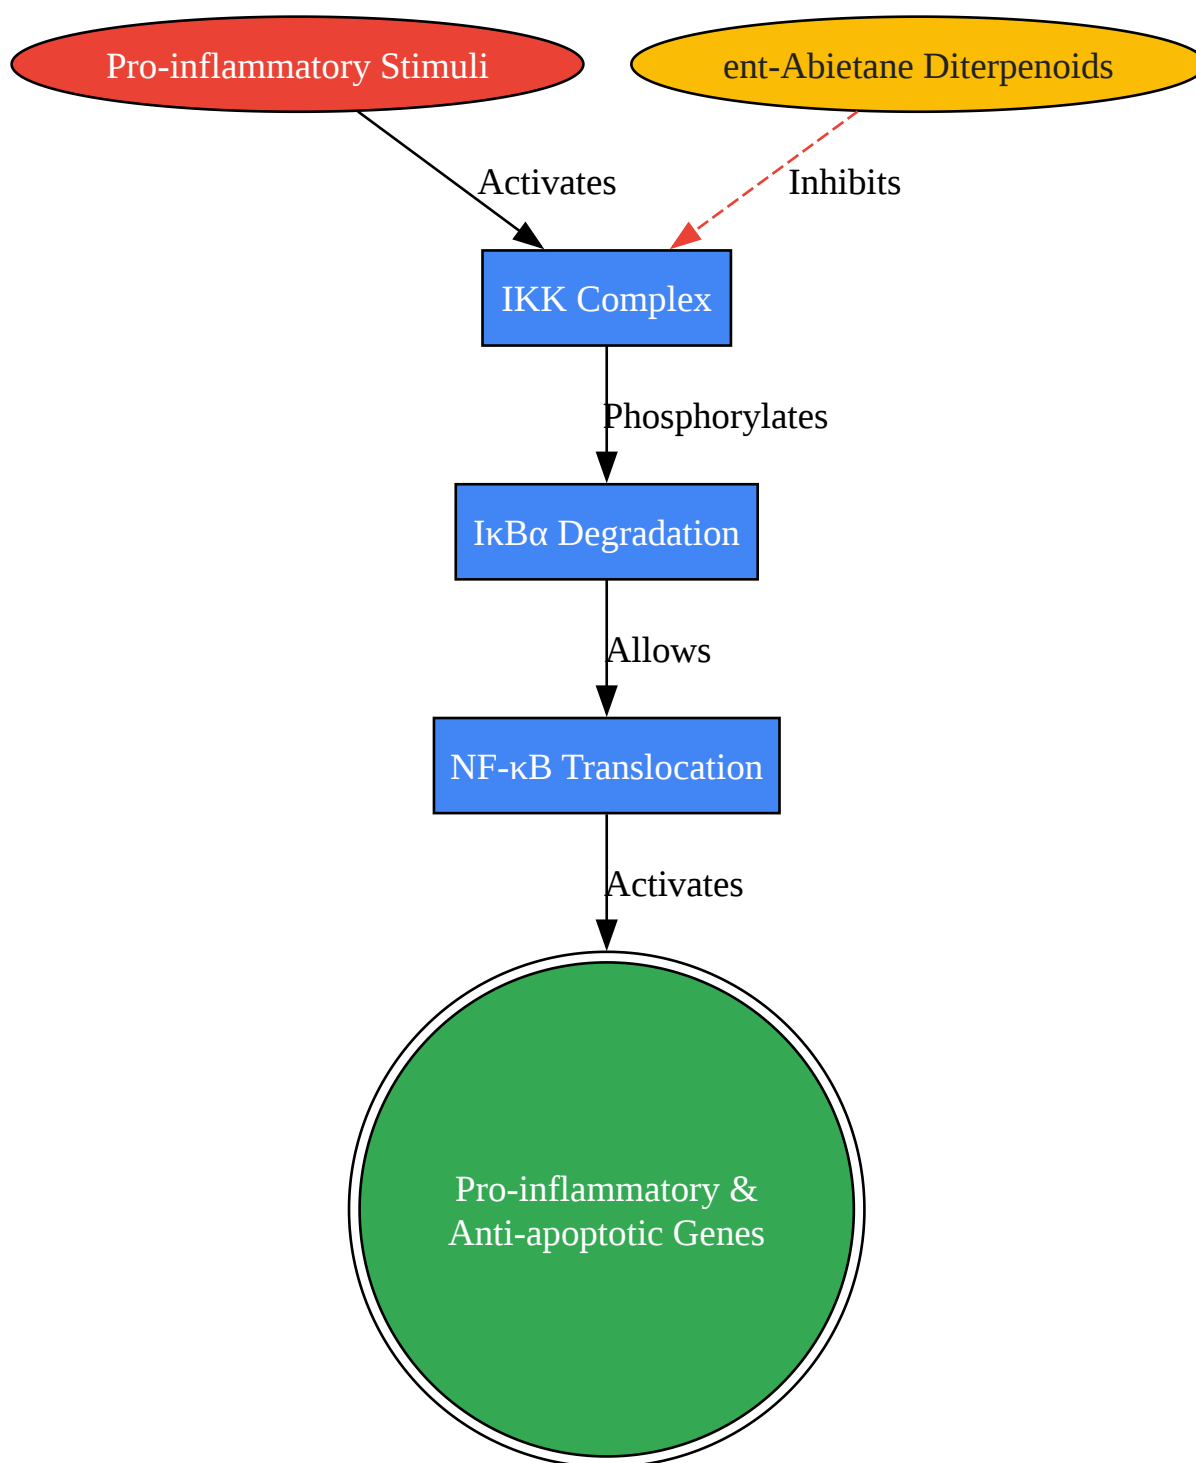 Pro-inflammatory Stimuli
ent-Abietane Diterpenoids
Activates
Inhibits
IKK Complex
Phosphorylates
IκBα Degradation
Allows
NF-κB Translocation
Activates
Pro-inflammatory &
Anti-apoptotic Genes